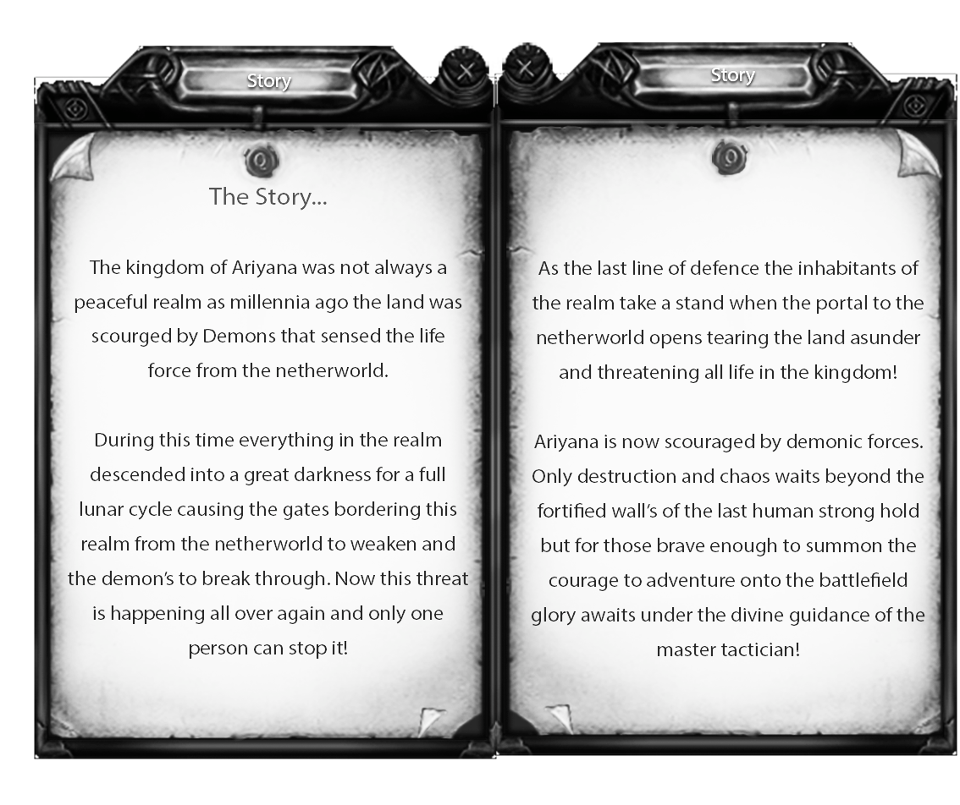 Story
The Story...
The kingdom of Ariyana was not always a
peaceful realm as millennia ago the land was
scourged by Demons that sensed the life
force from the netherworld.
During this time everything in the realm
descended into a great darkness for a full
lunar cycle causing the gates bordering this
realm from the netherworld to weaken and
the demon's to break through. Now this threat
is happening all over again and only one
person can stop it!
Story
As the last line of defence the inhabitants of
the realm take a stand when the portal to the
netherworld opens tearing the land asunder
and threatening all life in the kingdom!
Ariyana is now scouraged by demonic forces.
Only destruction and chaos waits beyond the
fortified wall's of the last human strong hold
but for those brave enough to summon the
courage to adventure onto the battlefield
glory awaits under the divine guidance of the
master tactician!